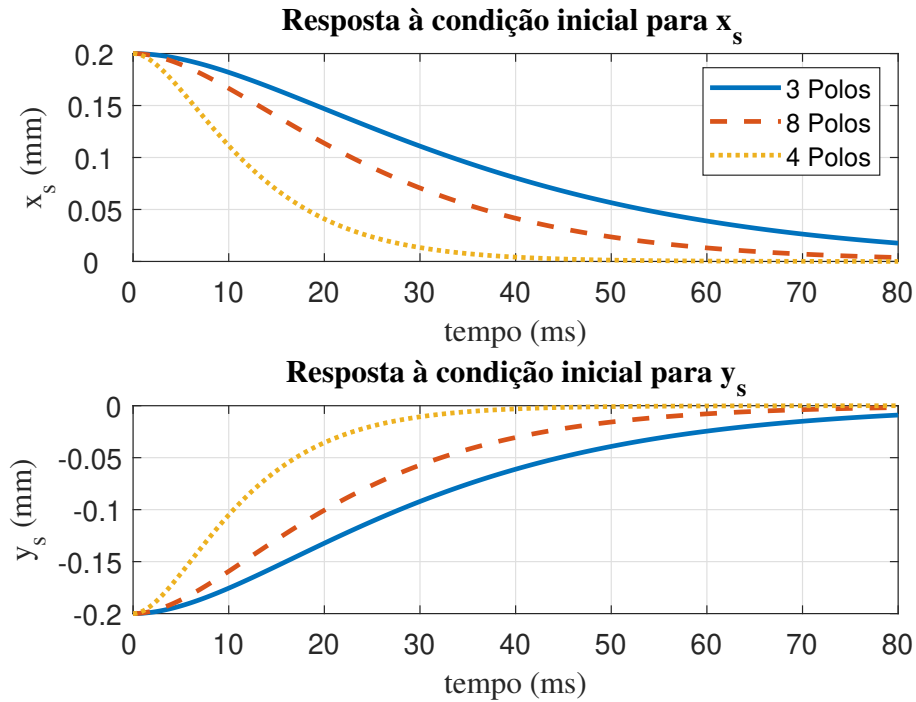 Resposta à condição inicial para x_s
0.2
0.15
0.1
0.05
0
x_s (mm)
3 Polos
8 Polos
4 Polos
0 10 20 30 40 50 60 70 80
tempo (ms)
Resposta à condição inicial para y_s
0
-0.05
-0.1
-0.15
-0.2
y_s (mm)
0 10 20 30 40 50 60 70 80
tempo (ms)